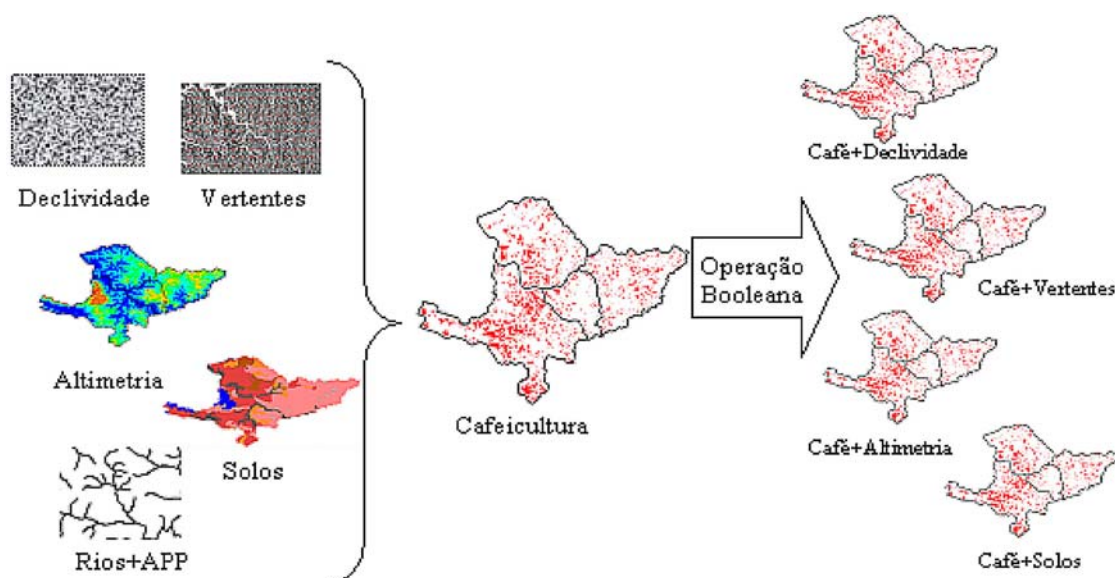 Declividade
Vertentes
Altimetria
Solos
Rios+APP
Cafeicultura
Operação
Booleana
Café+Declividade
Café+Vertentes
Café+Altimetria
Café+Solos